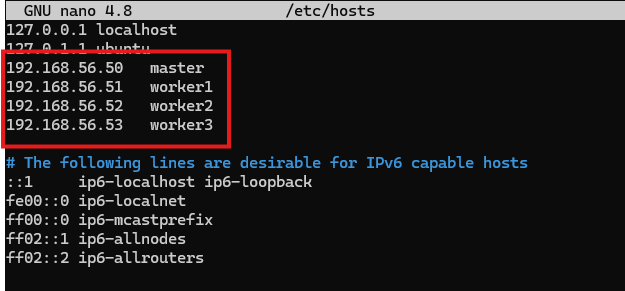 GNU nano 4.8 /etc/hosts
127.0.0.1 localhost
127.0.1.1 ubuntu
192.168.56.50 master
192.168.56.51 worker1
192.168.56.52 worker2
192.168.56.53 worker3
# The following lines are desirable for IPv6 capable hosts
::1 ip6-localhost ip6-loopback
fe00::0 ip6-localnet
ff00::0 ip6-mcastprefix
ff02::1 ip6-allnodes
ff02::2 ip6-allrouters